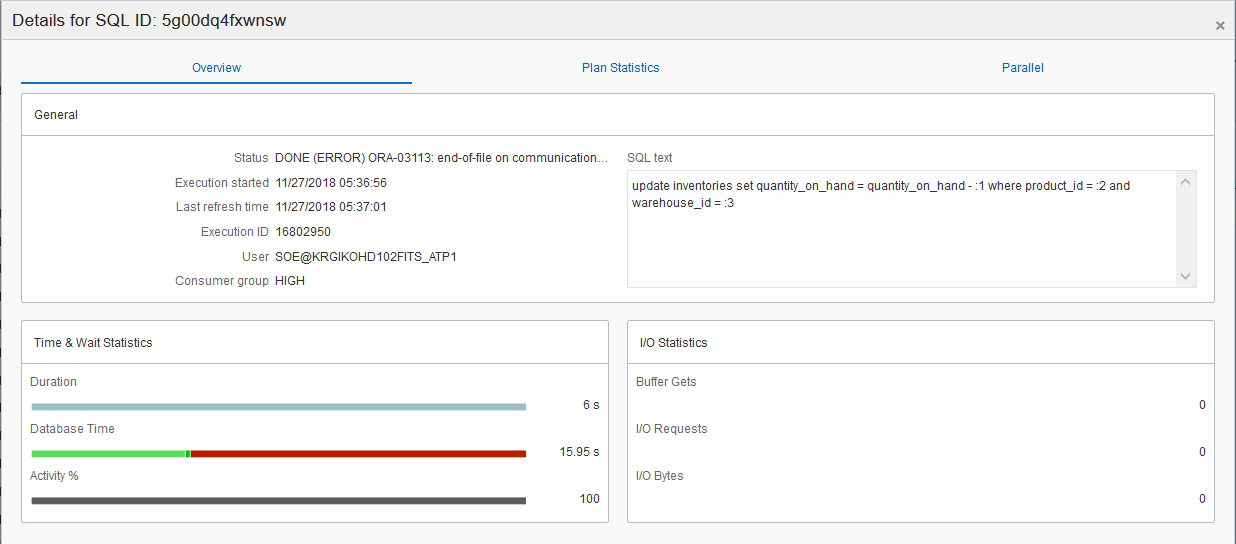 Details for SQL ID: 5g00dq4fxwnsw
×
Overview
Plan Statistics
Parallel
General
Status DONE (ERROR) ORA-03113: end-of-file on communication...
Execution started 11/27/2018 05:36:56
Last refresh time 11/27/2018 05:37:01
Execution ID 16802950
User SOE@KRGIKOHD102FITS_ATP1
Consumer group HIGH
SQL text
update inventories set quantity_on_hand = quantity_on_hand - :1 where product_id = :2 and
warehouse_id = :3
Time & Wait Statistics
Duration
6 s
Database Time
15.95 s
Activity %
100
I/O Statistics
Buffer Gets
0
I/O Requests
0
I/O Bytes
0